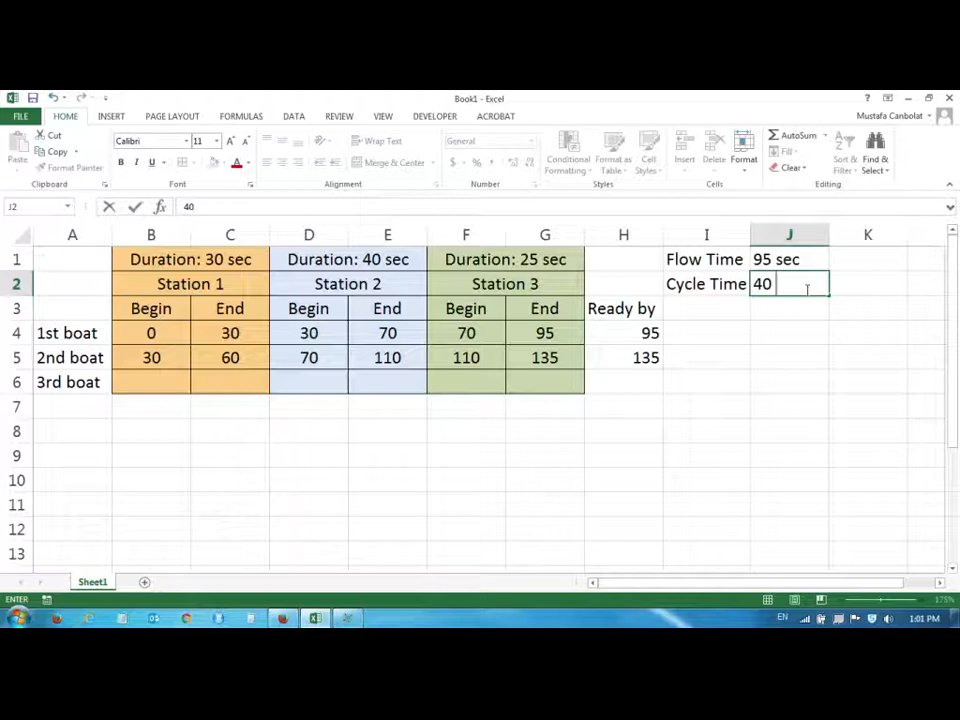 Book1 - Excel
FILE HOME INSERT PAGE LAYOUT FORMULAS DATA REVIEW VIEW DEVELOPER ACROBAT Mustafa Canbolat
Cut Calibri 11 Wrap Text General AutoSum
Paste Copy Fill
Format Painter Merge & Center Conditional Formatting Format as Table Cell Styles Insert Delete Format Clear Sort & Filter Find & Select
Clipboard Font Alignment Number Styles Cells Editing
J2 40
A B C D E F G H I J K
1 Duration: 30 sec Duration: 40 sec Duration: 25 sec Flow Time 95 sec
2 Station 1 Station 2 Station 3 Cycle Time 40
3 Begin End Begin End Begin End Ready by
4 1st boat 0 30 30 70 70 95 95
5 2nd boat 30 60 70 110 110 135 135
6 3rd boat
7
8
9
10
11
12
13
Sheet1
ENTER 175%
EN 1:01 PM